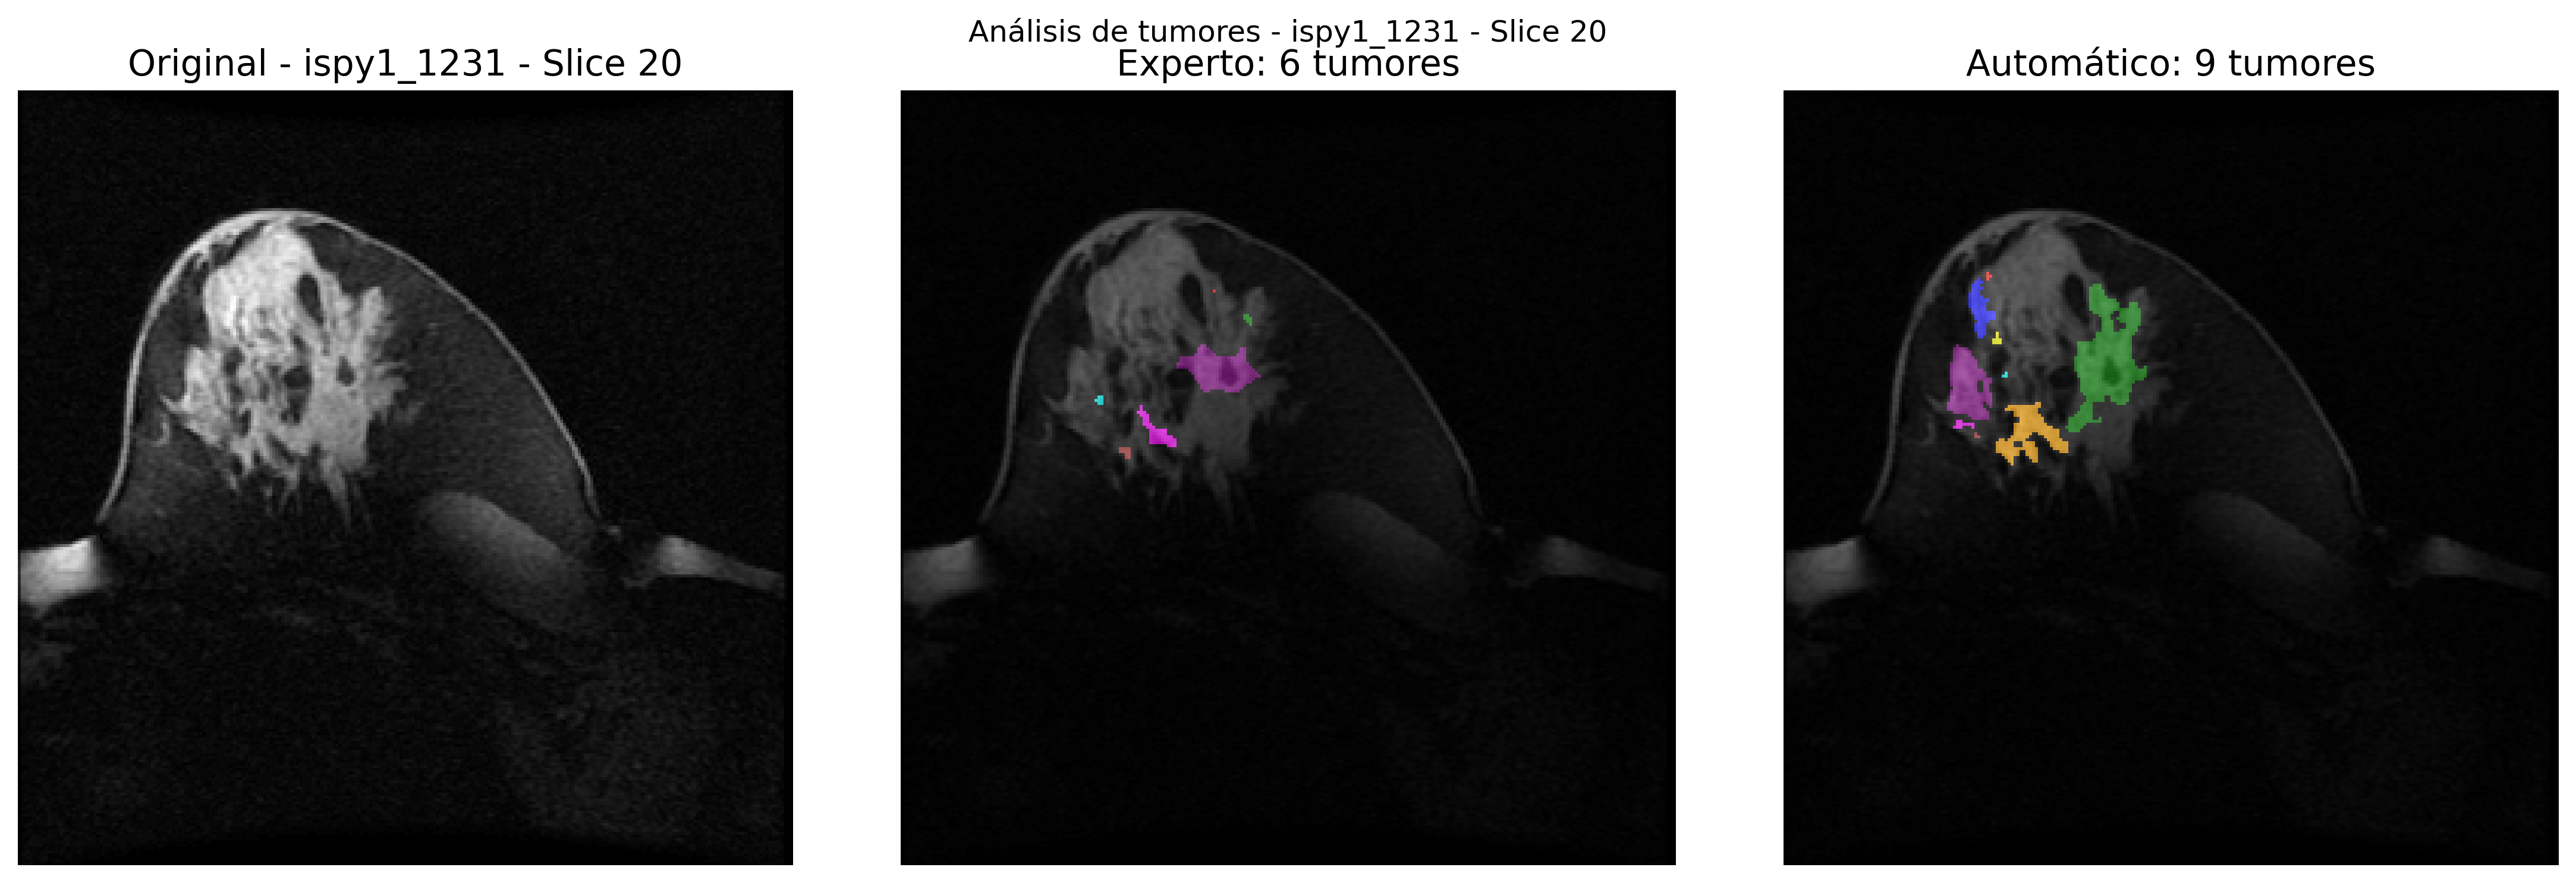 Análisis de tumores - ispy1_1231 - Slice 20
Original - ispy1_1231 - Slice 20
Experto: 6 tumores
Automático: 9 tumores